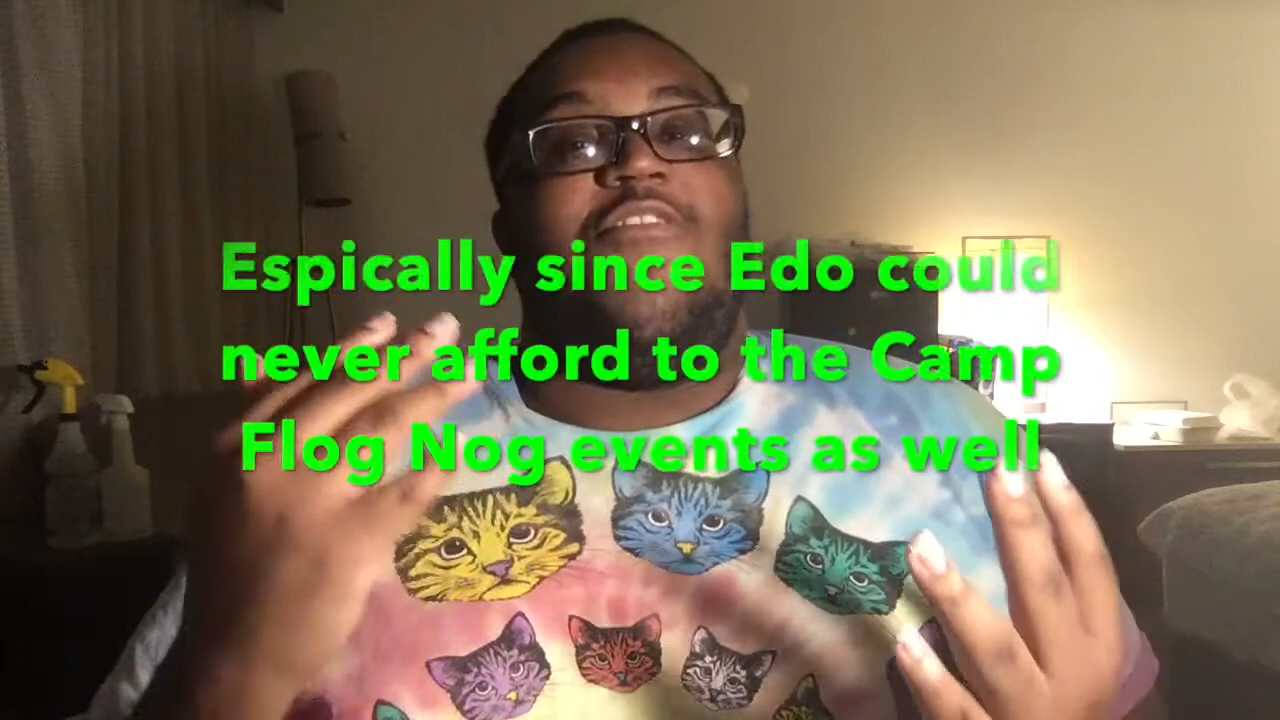 Espically since Edo could
never afford to the Camp
Flog Nog events as well